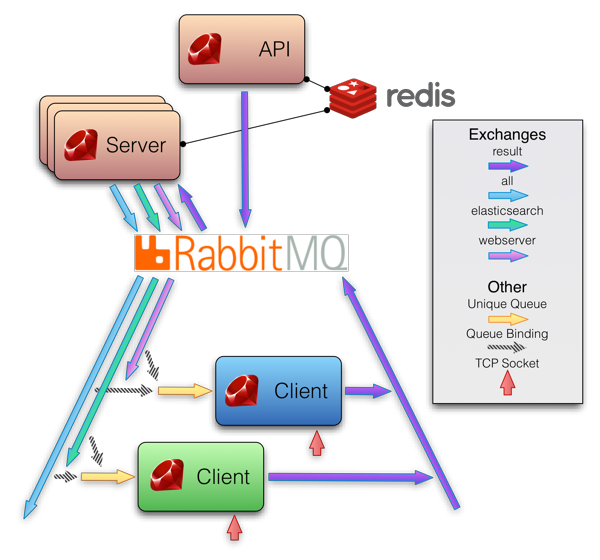 API
redis
Server
Exchanges
result
all
elasticsearch
webserver
RabbitMQ
Other
Unique Queue
Queue Binding
TCP Socket
Client
Client